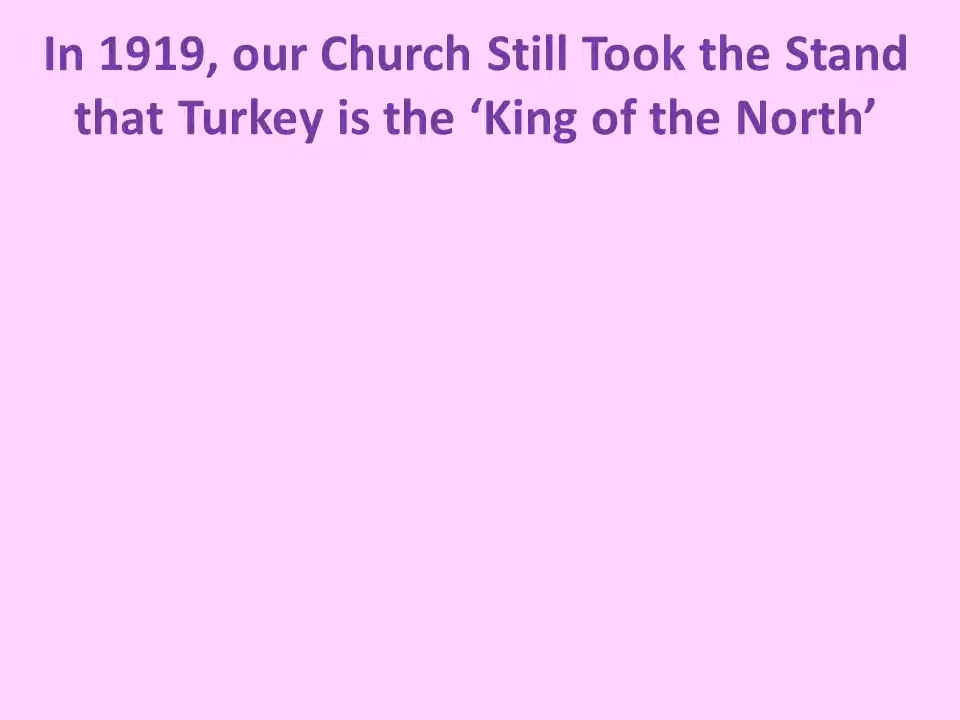 In 1919, our Church Still Took the Stand
that Turkey is the ‘King of the North’